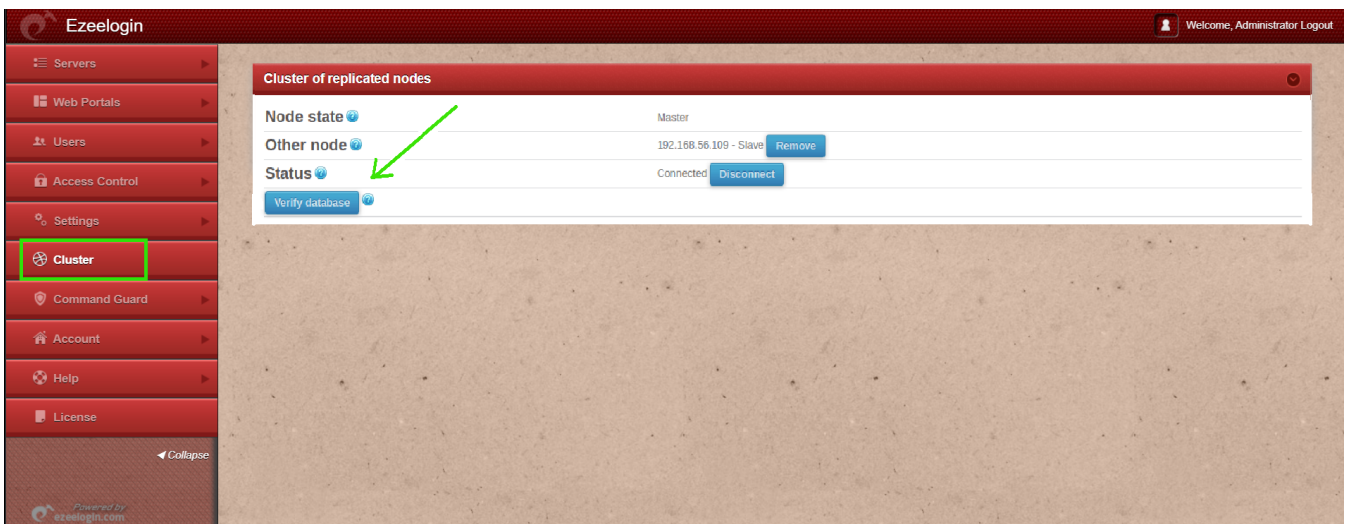 Ezeelogin
Welcome, Administrator Logout
Servers
Web Portals
Users
Access Control
Settings
Cluster
Command Guard
Account
Help
License
Collapse
Powered by
ezeelogin.com
Cluster of replicated nodes
Node state
Master
Other node
192.168.56.109 - Slave Remove
Status
Connected Disconnect
Verify database